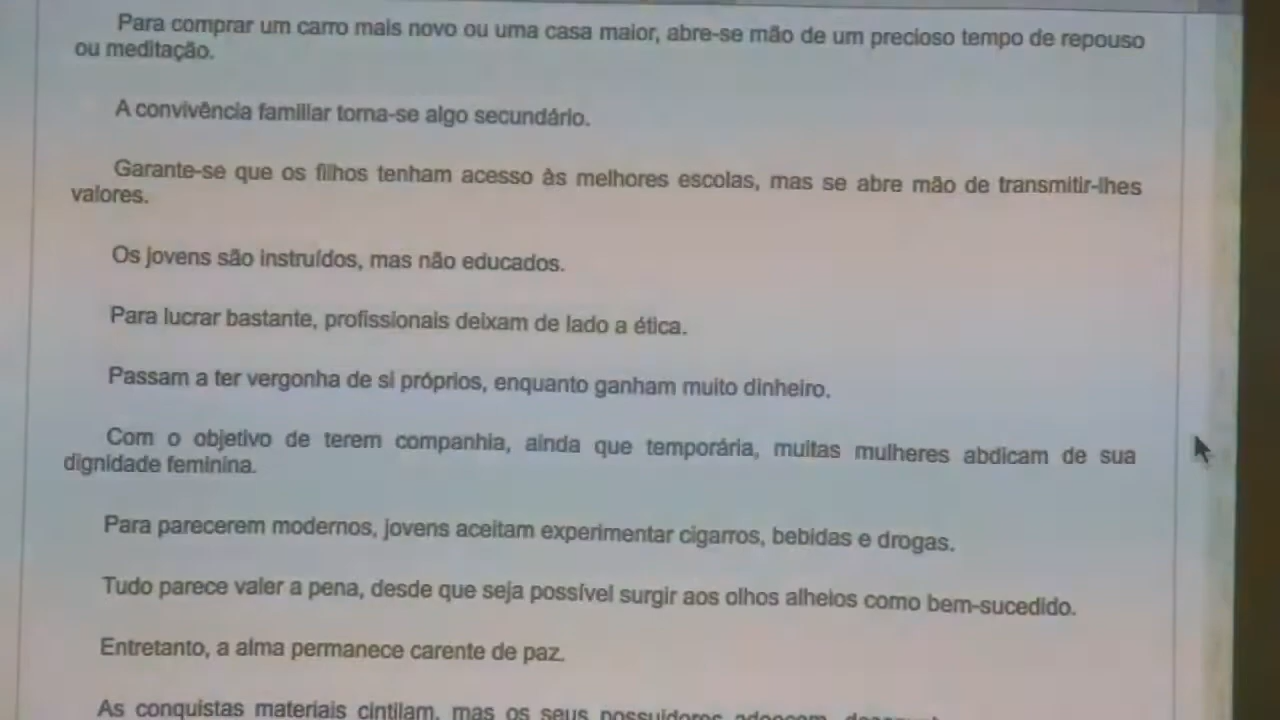 Para comprar um carro mais novo ou uma casa maior, abre-se mão de um precioso tempo de repouso
ou meditação.
A convivência familiar torna-se algo secundário.
Garante-se que os filhos tenham acesso às melhores escolas, mas se abre mão de transmitir-lhes
valores.
Os jovens são instruídos, mas não educados.
Para lucrar bastante, profissionais deixam de lado a ética.
Passam a ter vergonha de si próprios, enquanto ganham muito dinheiro.
Com o objetivo de terem companhia, ainda que temporária, muitas mulheres abdicam de sua
dignidade feminina.
Para parecerem modernos, jovens aceitam experimentar cigarros, bebidas e drogas.
Tudo parece valer a pena, desde que seja possível surgir aos olhos alheios como bem-sucedido.
Entretanto, a alma permanece carente de paz.
As conquistas materiais cintilam, mas os seus possuidores adoecem,